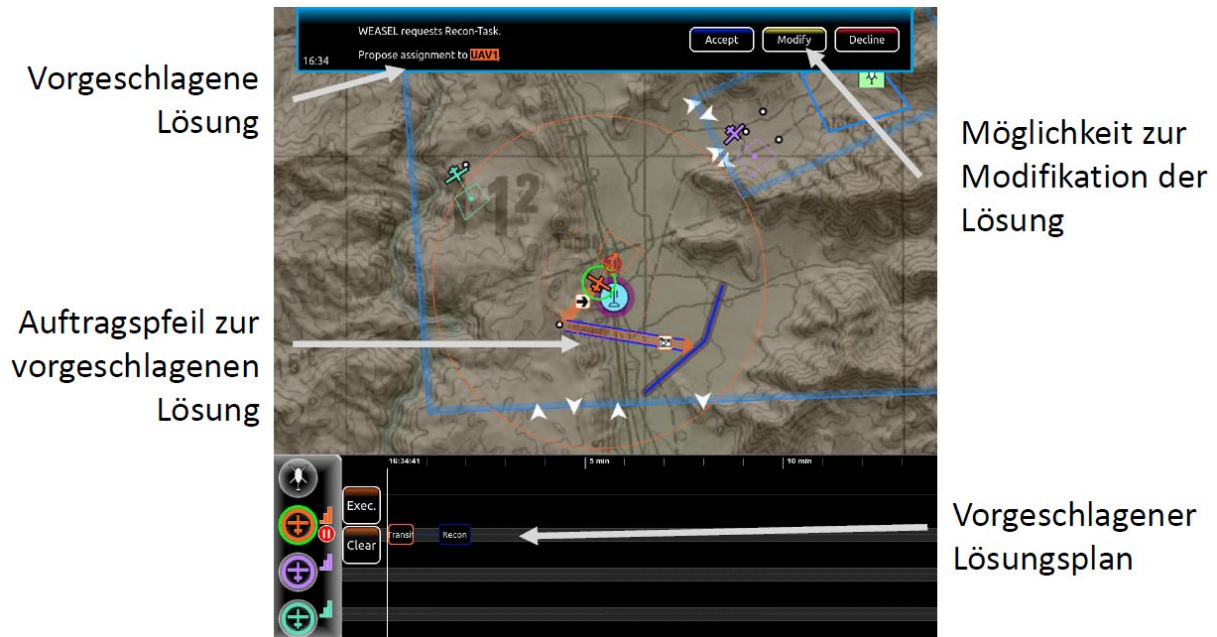 WEASEL requests Recon-Task.
Propose assignment to UAV1.
16:34
Accept
Modify
Decline
Vorgeschlagene
Lösung
Möglichkeit zur
Modifikation der
Lösung
Auftragspfeil zur
vorgeschlagenen
Lösung
16:34:41
5 min
10 min
Exec.
Clear
Transit
Recon
Vorgeschlagener
Lösungsplan